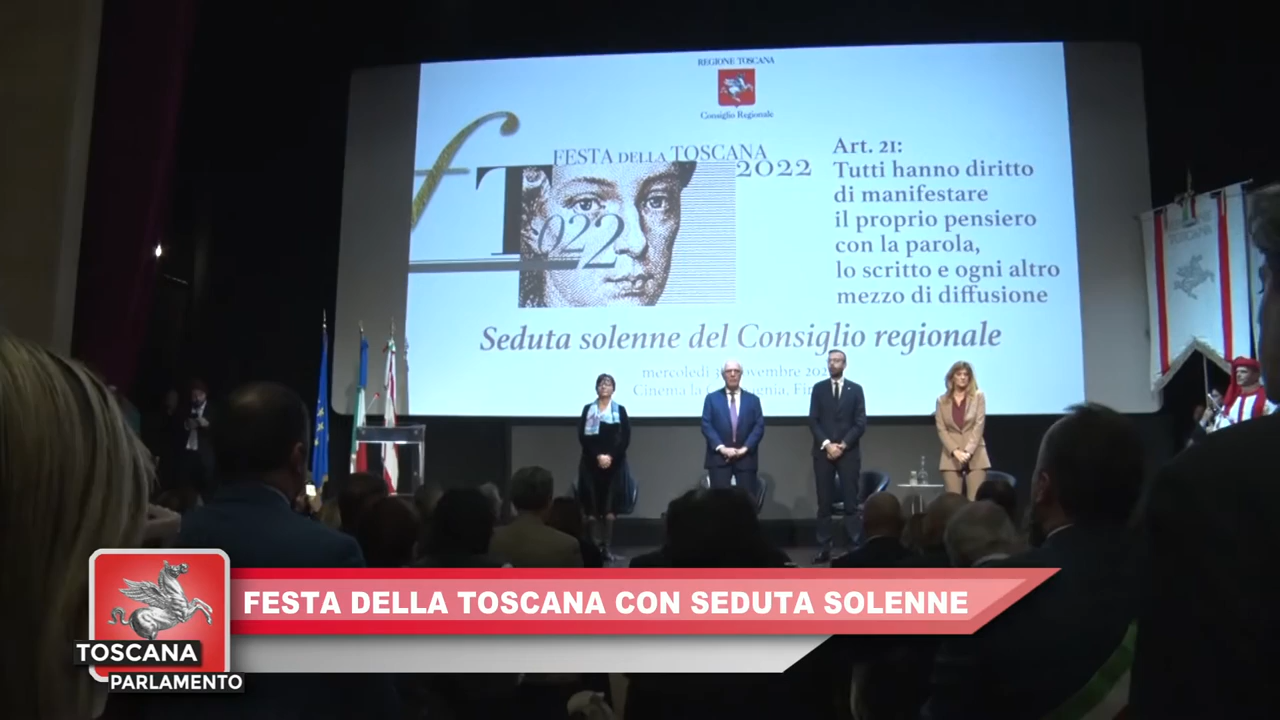 REGIONE TOSCANA
Consiglio Regionale
FESTA DELLA TOSCANA
2022
fT
2022
Art. 21:
Tutti hanno diritto
di manifestare
il proprio pensiero
con la parola,
lo scritto e ogni altro
mezzo di diffusione
Seduta solenne del Consiglio regionale
mercoledì
Cinema la
TOSCANA
FESTA DELLA TOSCANA CON SEDUTA SOLENNE
TOSCANA
PARLAMENTO